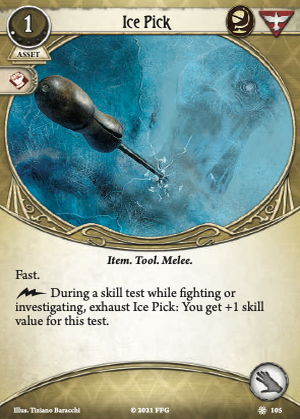 1
Ice Pick
ASSET
Item. Tool. Melee.
Fast.
During a skill test while fighting or
investigating, exhaust Ice Pick: You get +1 skill
value for this test.
Illus. Tiziano Baracchi
© 2021 FFG
105